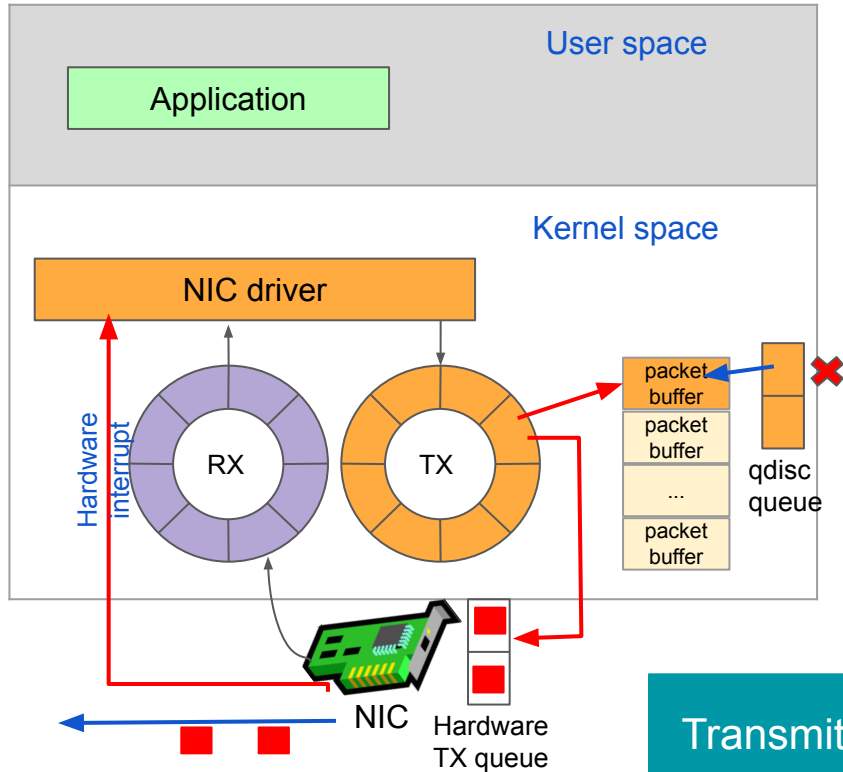 User space
Application
Kernel space
NIC driver
Hardware
interrupt
RX
TX
packet
buffer
packet
buffer
...
packet
buffer
qdisc
queue
NIC
Hardware
TX queue
Transmit